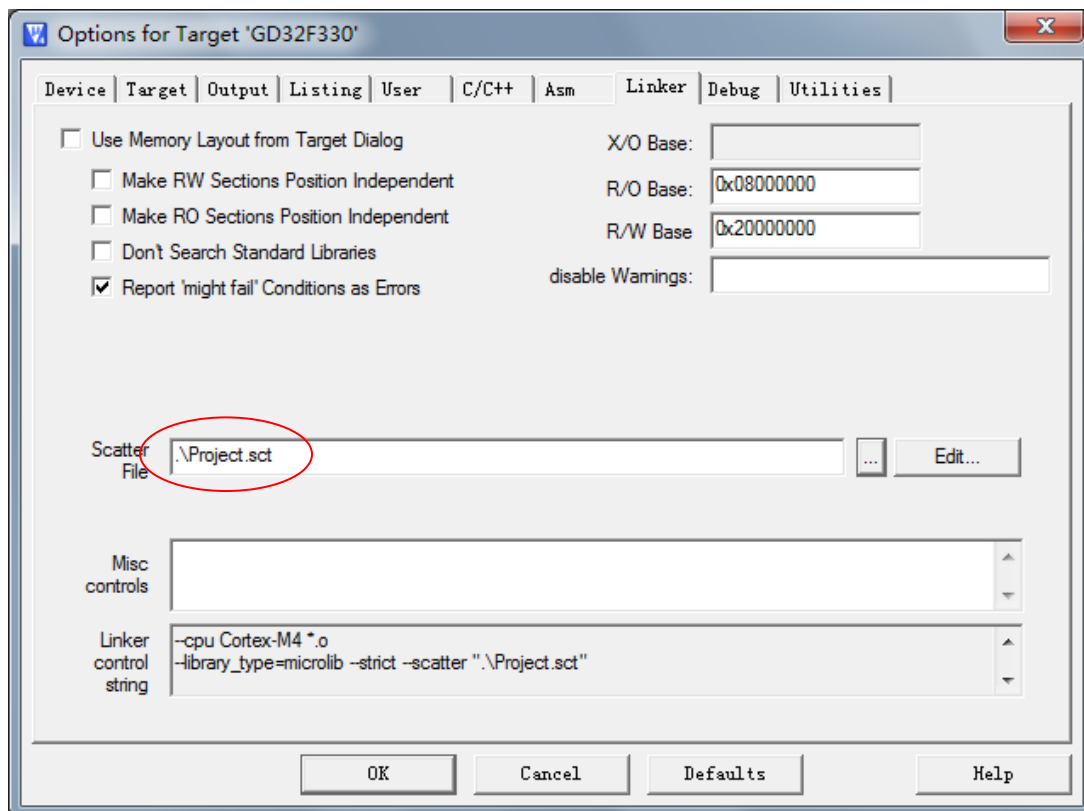 Options for Target 'GD32F330'
Device Target Output Listing User C/C++ Asm Linker Debug Utilities
Use Memory Layout from Target Dialog
X/O Base:
Make RW Sections Position Independent
R/O Base: 0x08000000
Make RO Sections Position Independent
R/W Base 0x20000000
Don't Search Standard Libraries
disable Warnings:
Report 'might fail' Conditions as Errors
Scatter
File
.\Project.sct
...
Edit...
Misc
controls
Linker
control
string
--cpu Cortex-M4 *.o
--library_type=microlib --strict --scatter ".\Project.sct"
OK Cancel Defaults Help